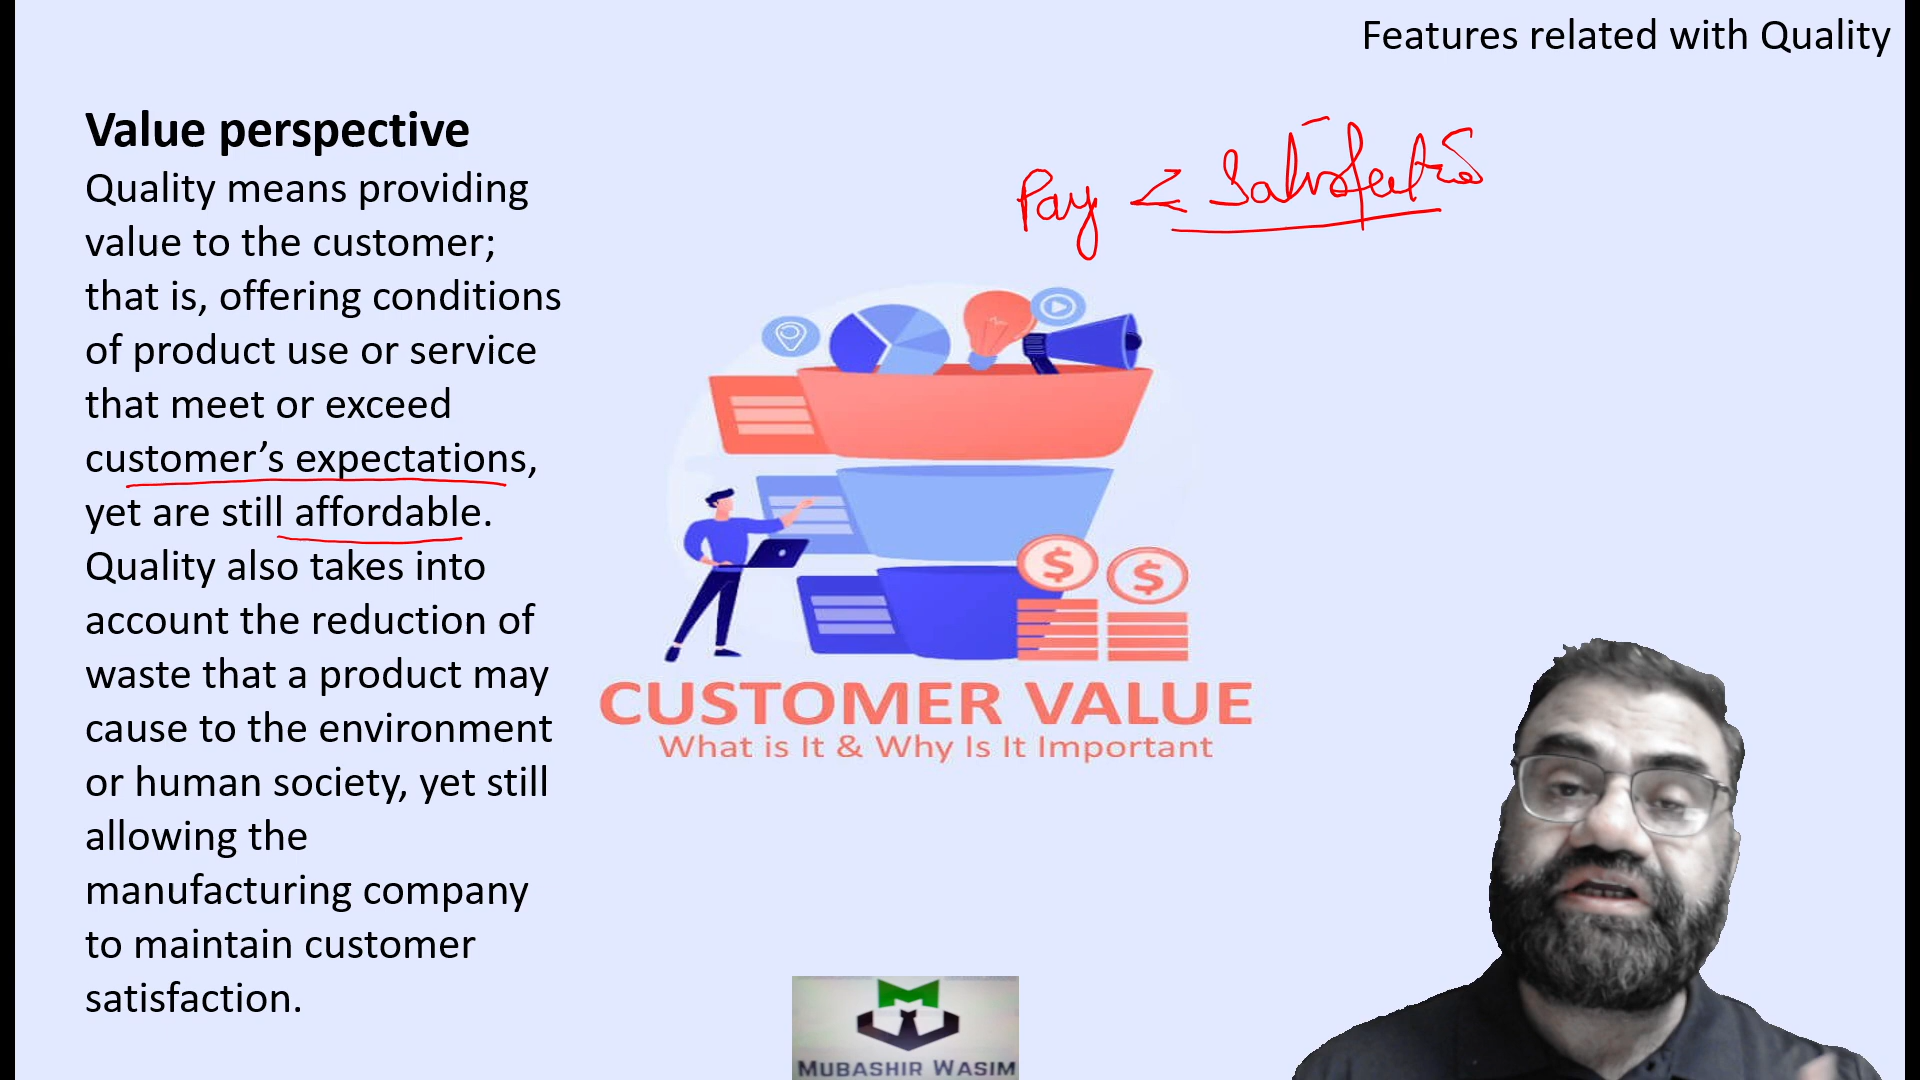 Features related with Quality
Value perspective
Quality means providing
value to the customer;
that is, offering conditions
of product use or service
that meet or exceed
customer’s expectations,
yet are still affordable.
Quality also takes into
account the reduction of
waste that a product may
cause to the environment
or human society, yet still
allowing the
manufacturing company
to maintain customer
satisfaction.
Pay ≤ Satisfaction
$ $
CUSTOMER VALUE
What is It & Why Is It Important
MUBASHIR WASIM